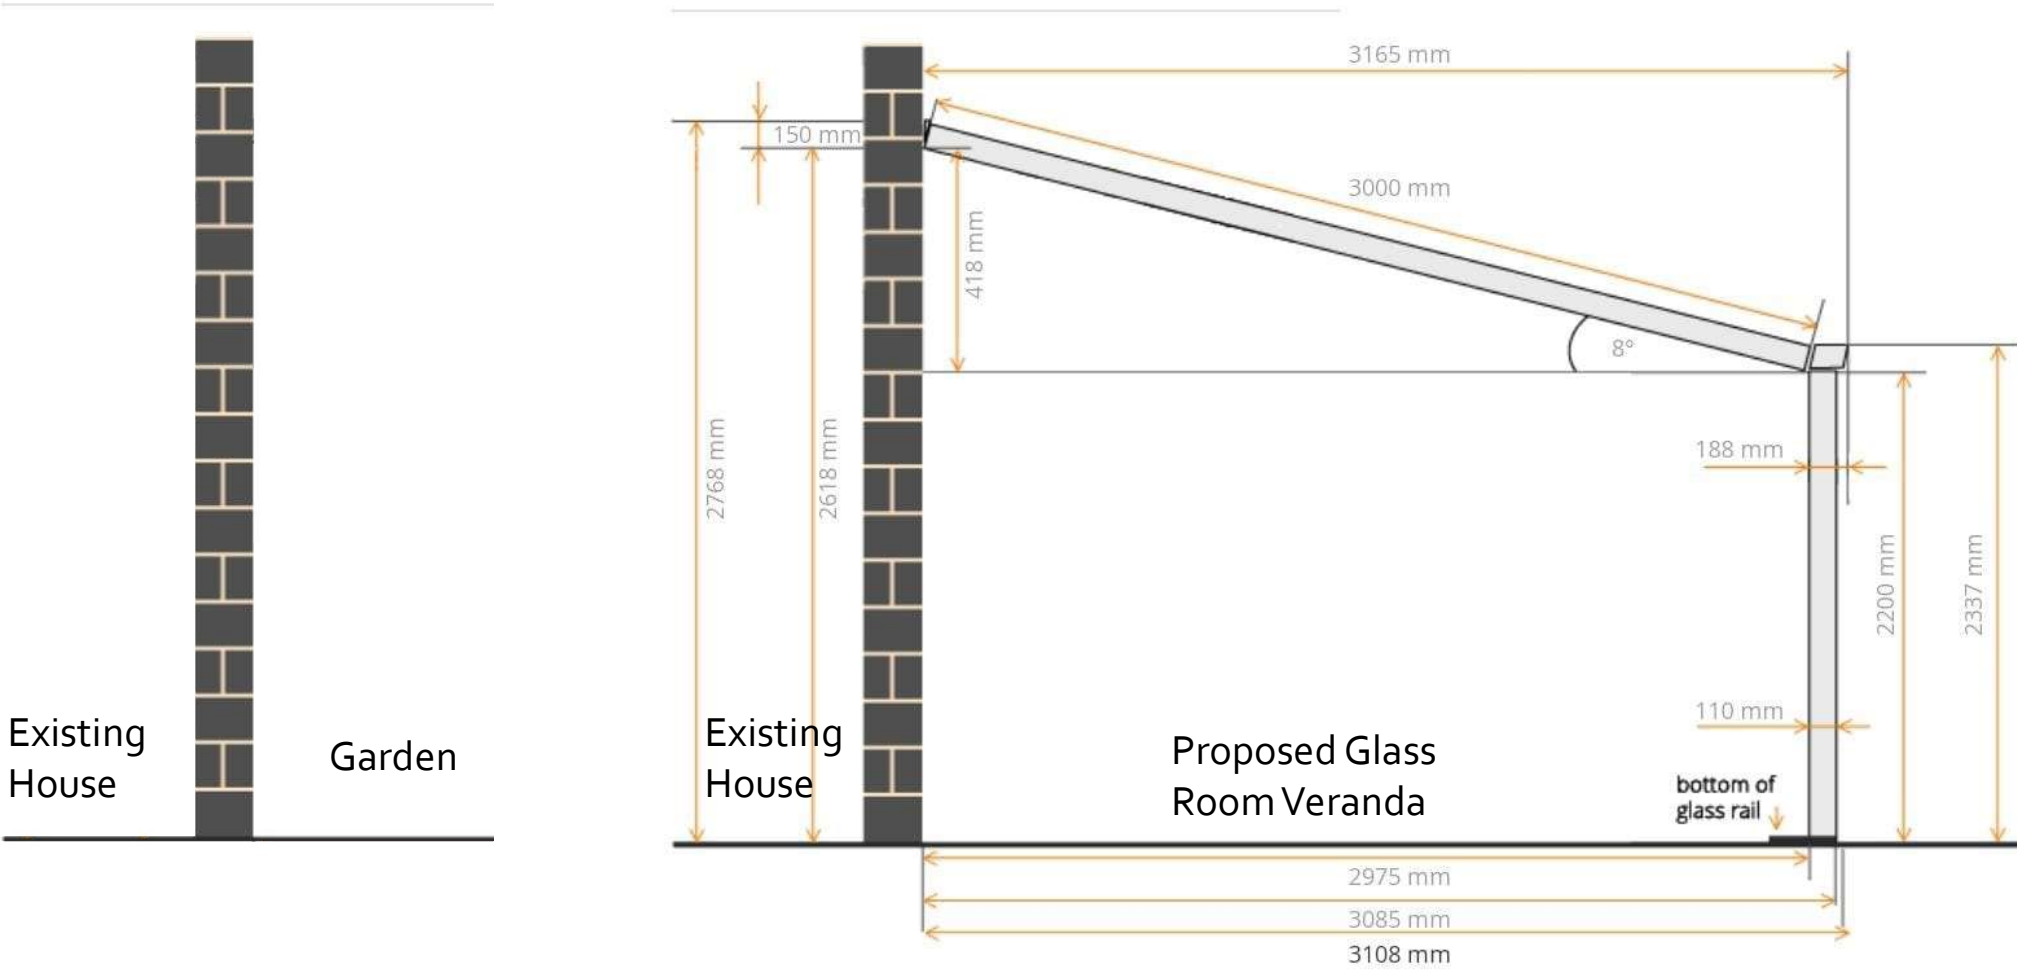 3165 mm
150 mm
3000 mm
418 mm
8°
2768 mm
2618 mm
188 mm
2200 mm
2337 mm
110 mm
Existing
House
Garden
Existing
House
Proposed Glass
Room Veranda
bottom of
glass rail
2975 mm
3085 mm
3108 mm